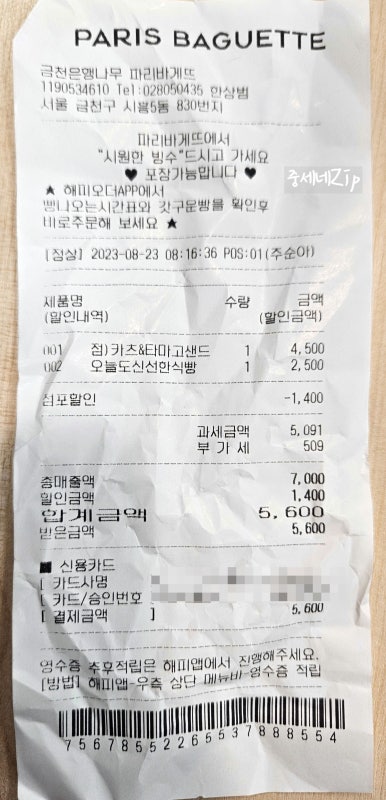 PARIS BAGUETTE
금천은행나무 파리바게뜨
1190534610 Tel:028050435 한상범
서울 금천구 시흥5동 830번지
파리바게뜨에서
"시원한 빙수"드시고 가세요
♥ 포장가능합니다 ♥
중세네Zip
★ 해피오더APP에서
빵나오는시간표와 갓구운빵을 확인후
바로주문해 보세요 ★
[정상] 2023-08-23 08:16:36 POS:01(주순아)
제품명 수량 금액
(할인내역) (할인금액)
001 점)카츠&타마고샌드 1 4,500
002 오늘도신선한식빵 1 2,500
점포할인 -1,400
과세금액 5,091
부 가 세 509
총매출액 7,000
할인금액 1,400
합계금액 5,600
받은금액 5,600
■ 신용카드
[ 카드사명
[ 카드/승인번호
[ 결제금액 ] 5,600
영수증 추후적립은 해피앱에서 진행해주세요.
[방법] 해피앱-우측 상단 메뉴바-영수증 적립
7567855226553788855​4